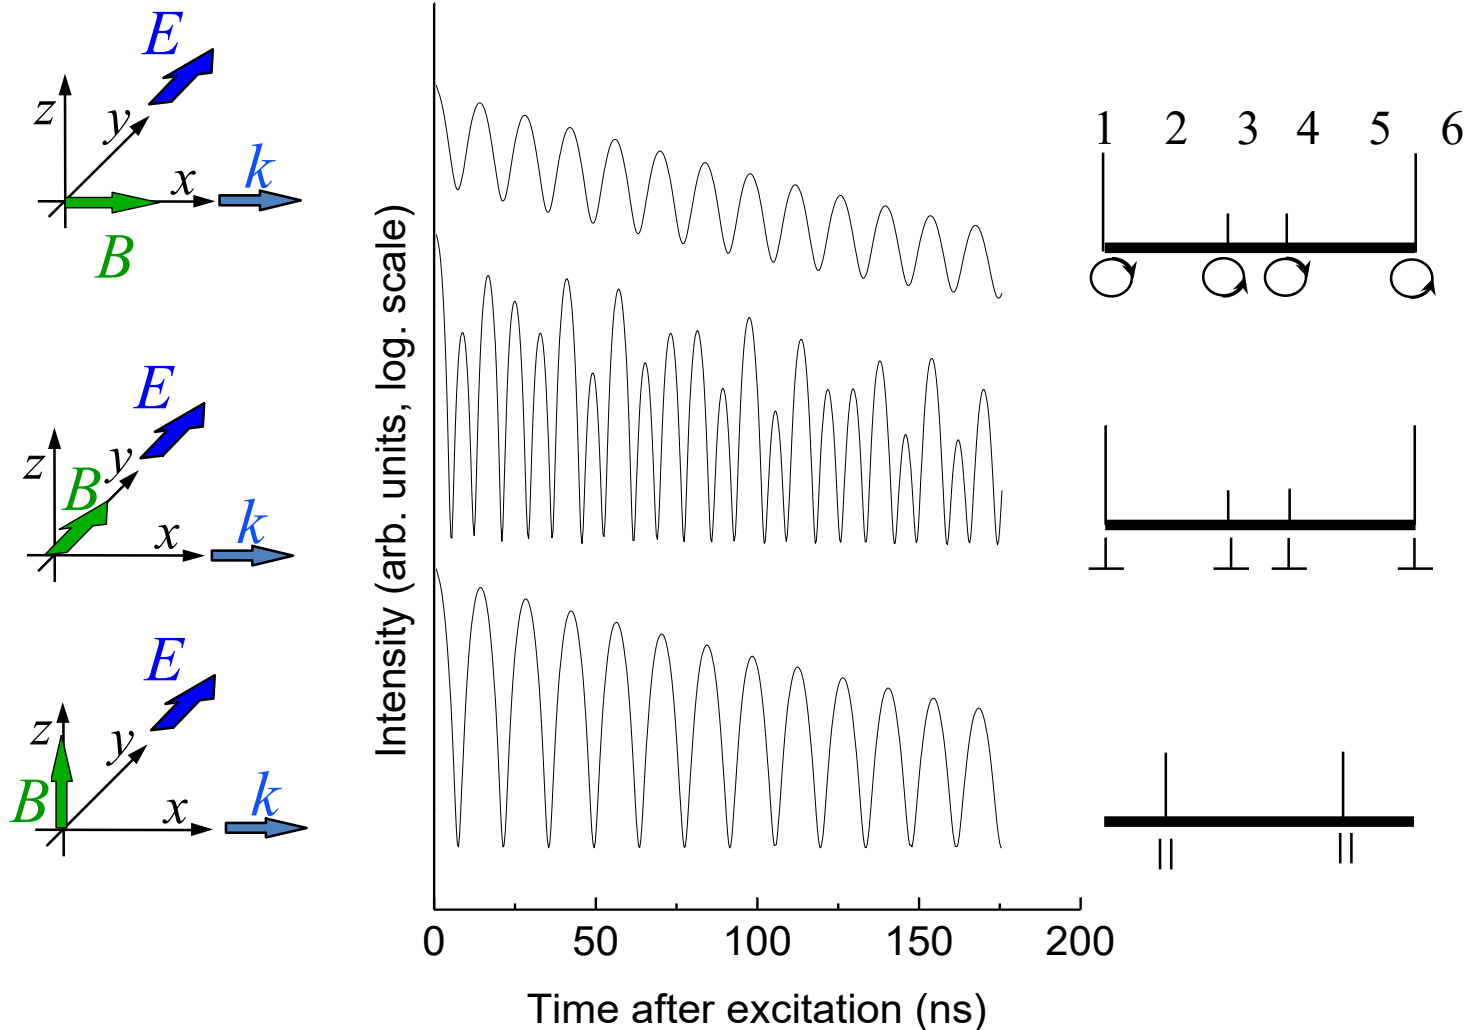 E
z
y
x
k
B
1 2 3 4 5 6
E
z
y
B
x
k
E
z
y
B
x
k
Intensity (arb. units, log. scale)
0 50 100 150 200
Time after excitation (ns)